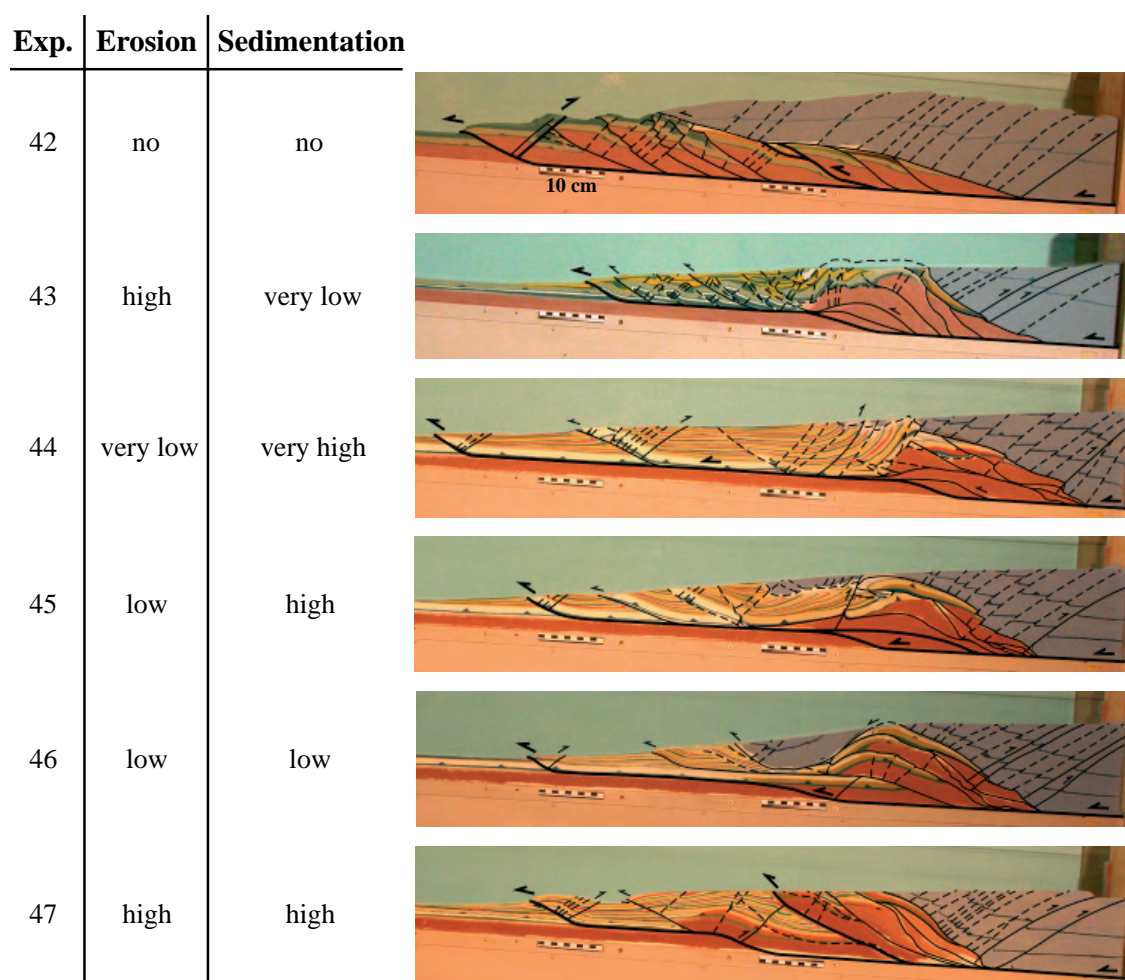 Exp. Erosion Sedimentation
42 no no
10 cm
43 high very low
44 very low very high
45 low high
46 low low
47 high high